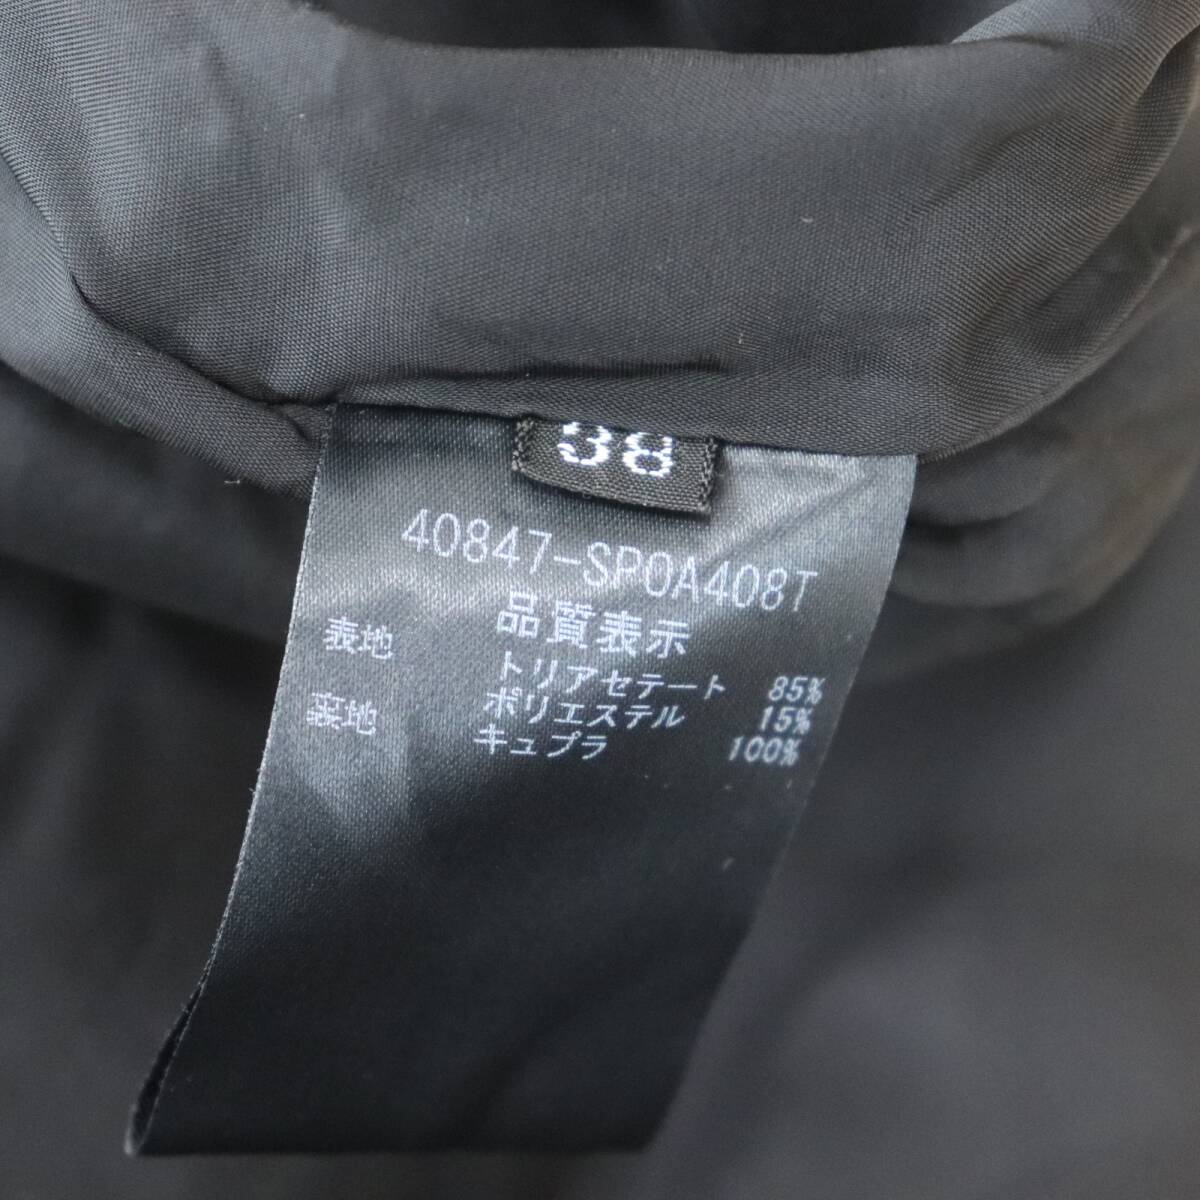 38
40847-SPOA408T
品質表示
表地 トリアセテート 85%
ポリエステル 15%
裏地 キュプラ 100%